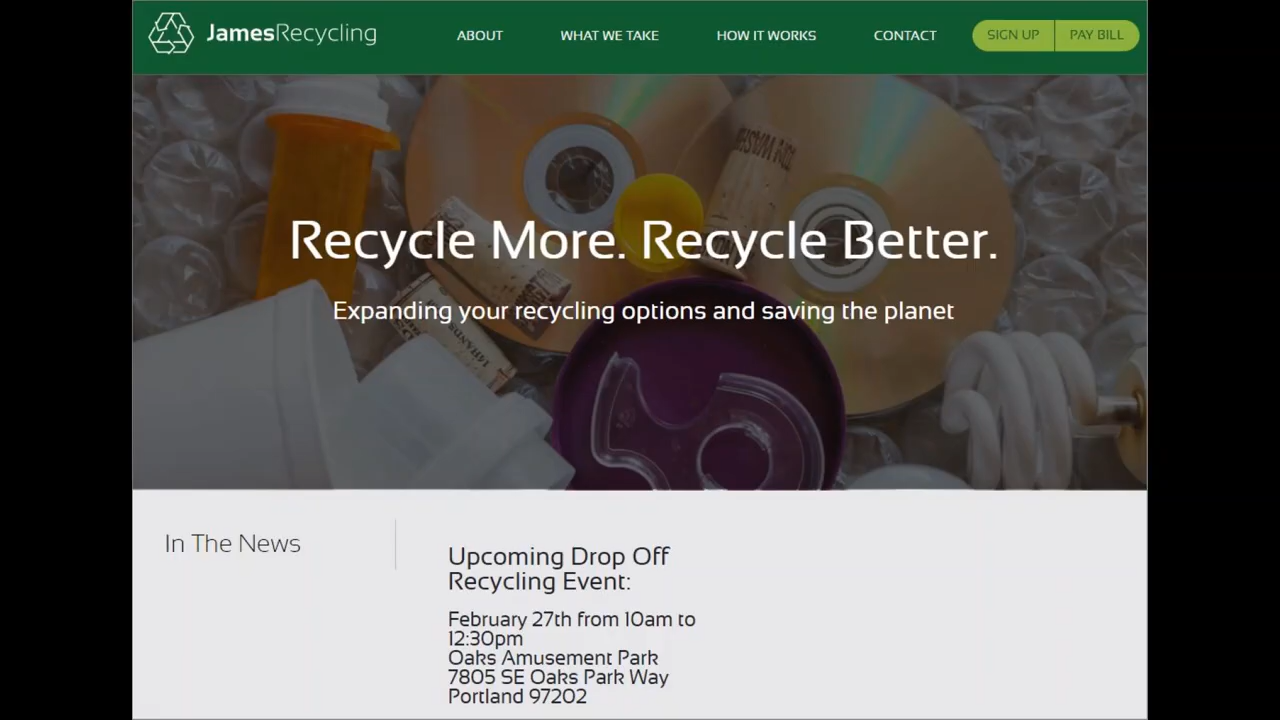 JamesRecycling
ABOUT
WHAT WE TAKE
HOW IT WORKS
CONTACT
SIGN UP
PAY BILL
Recycle More. Recycle Better.
Expanding your recycling options and saving the planet
In The News
Upcoming Drop Off
Recycling Event:
February 27th from 10am to
12:30pm
Oaks Amusement Park
7805 SE Oaks Park Way
Portland 97202